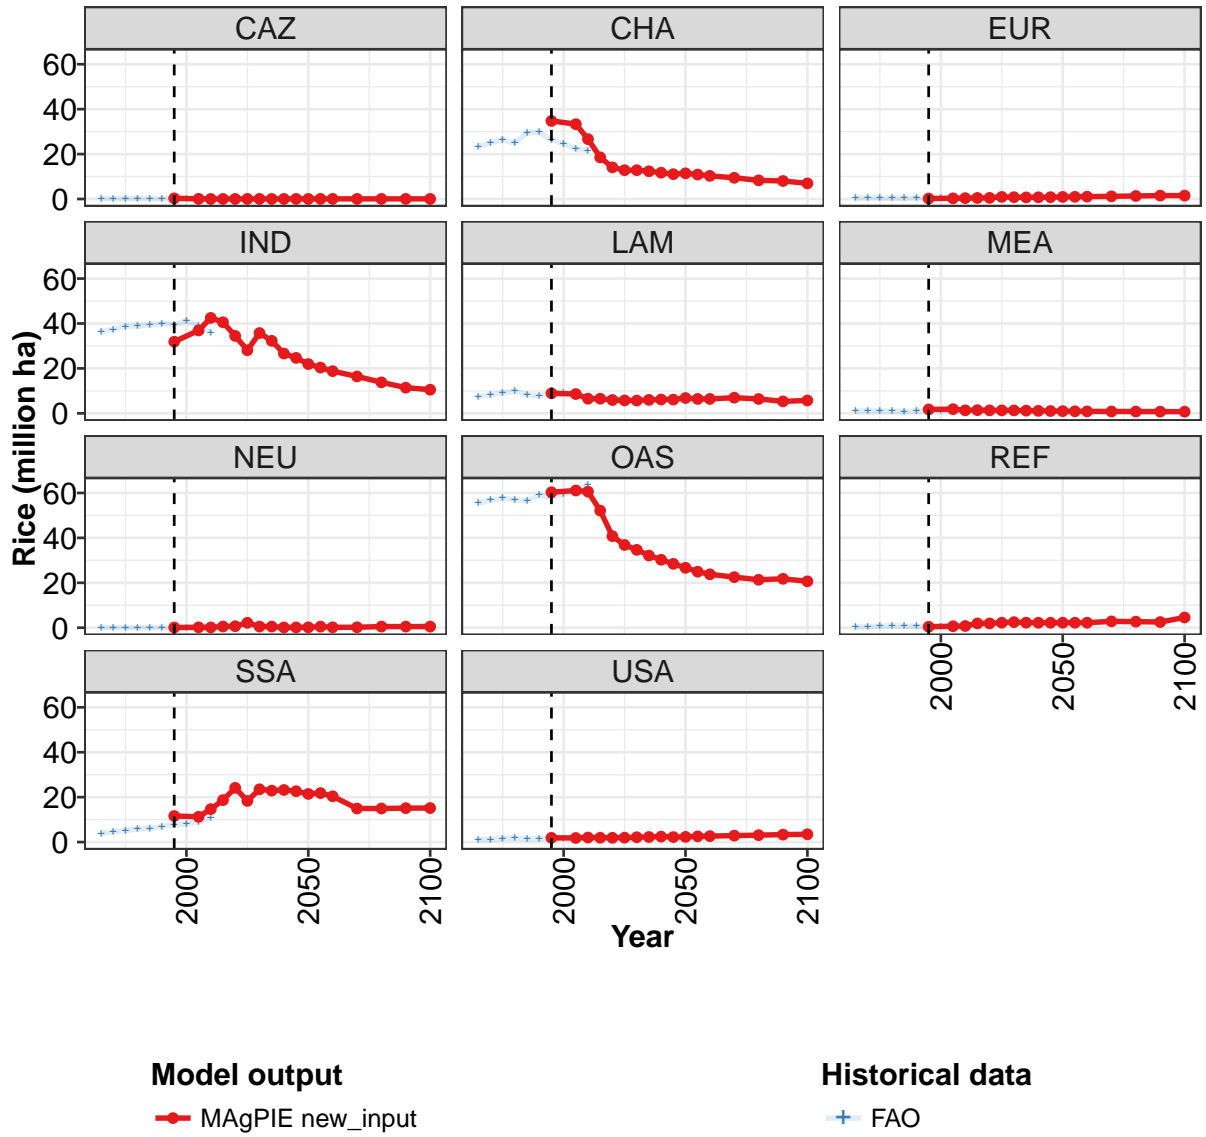 CAZ CHA EUR
60
40
20
0
IND LAM MEA
60
40
20
0
Rice (million ha)
NEU OAS REF
60
40
20
0
2000 2050 2100
SSA USA
60
40
20
0
2000 2050 2100 2000 2050 2100
Year
Model output Historical data
MAgPIE new_input FAO